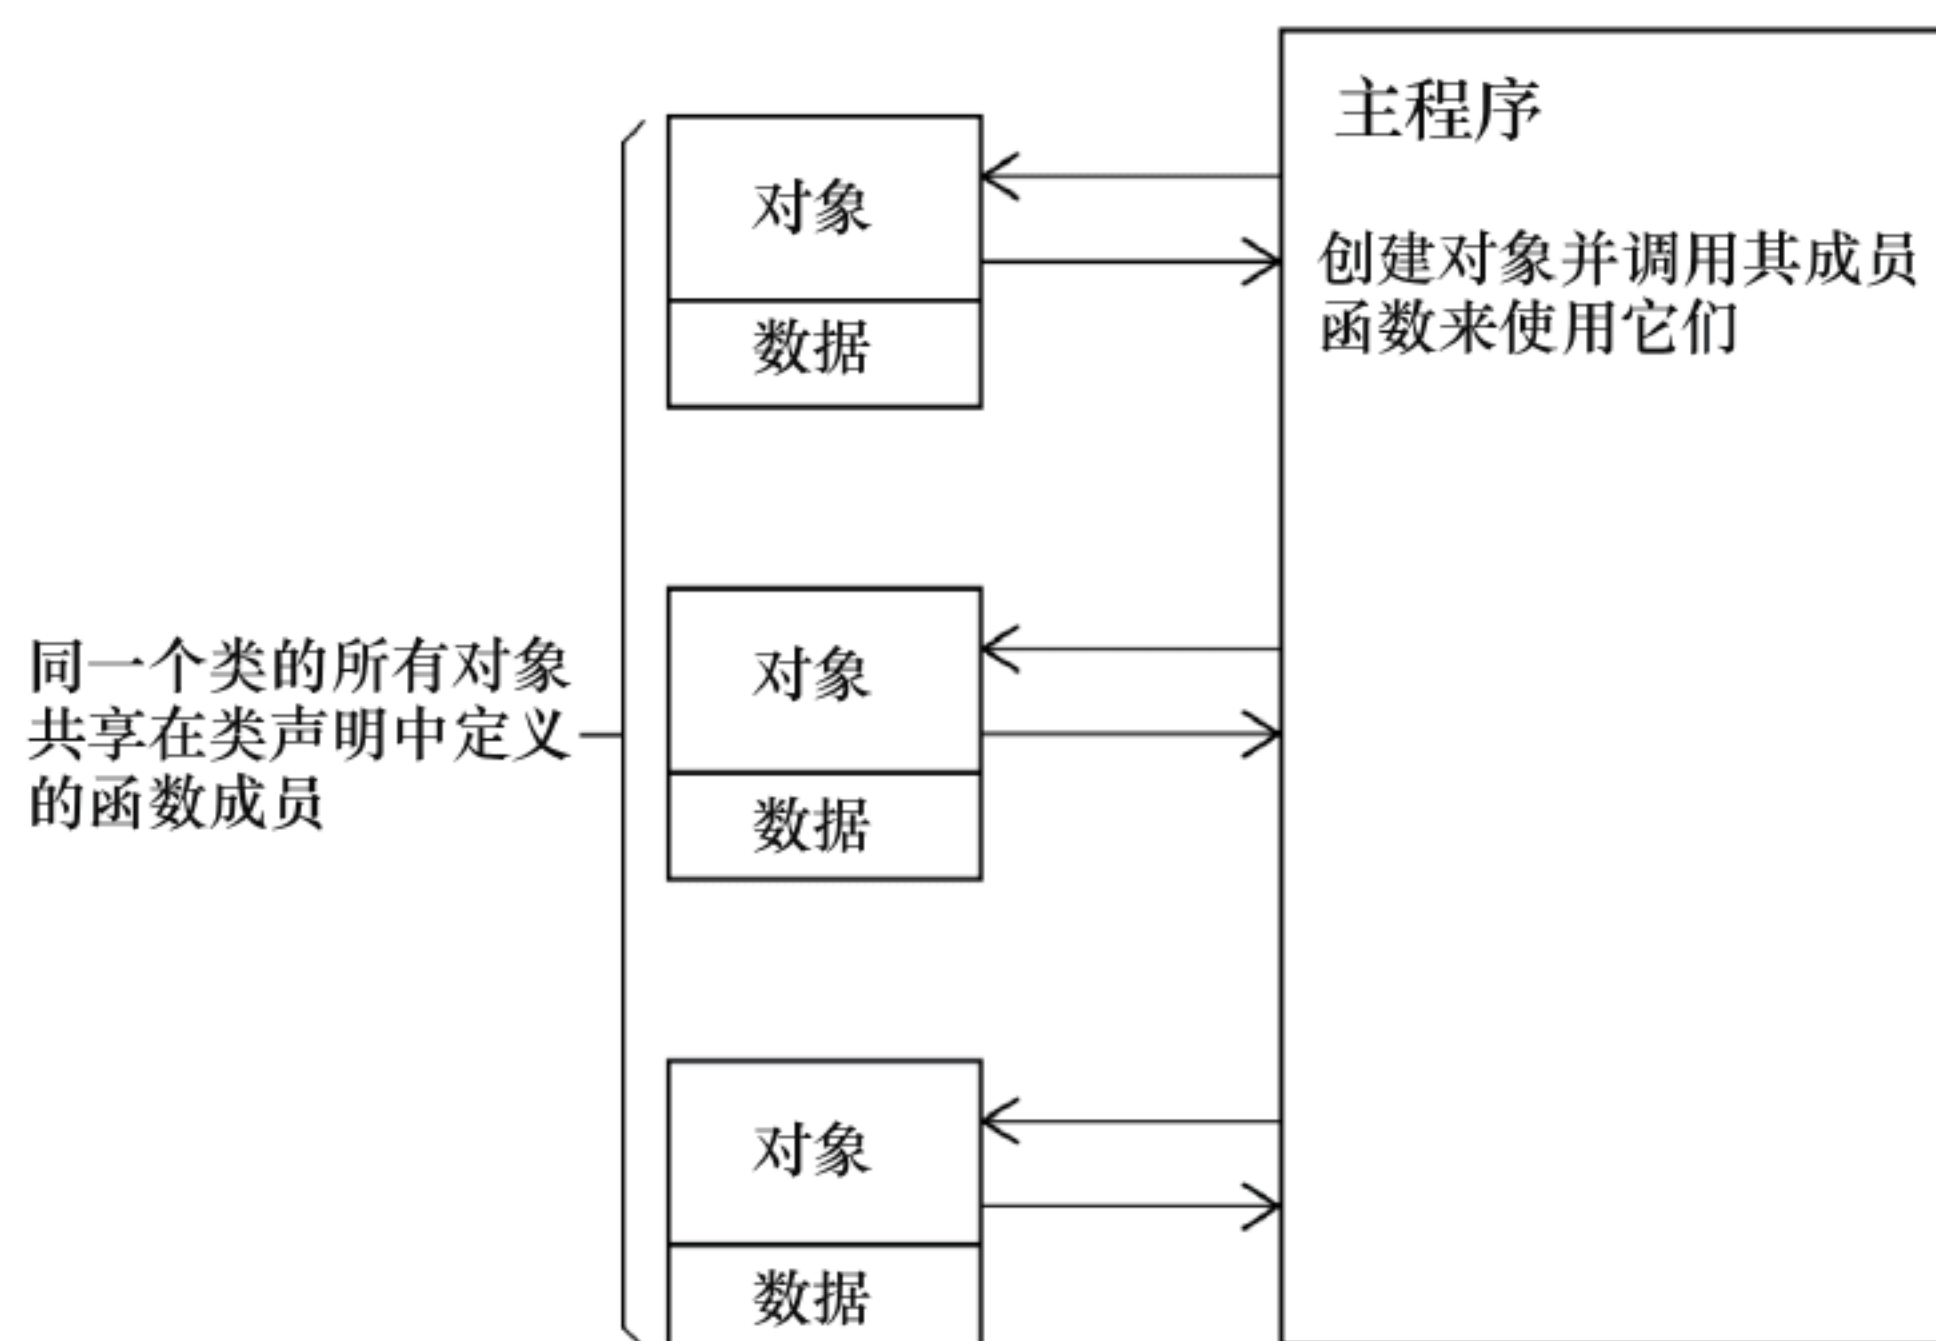 主程序
对象
创建对象并调用其成员
函数来使用它们
数据
同一个类的所有对象
共享在类声明中定义
的函数成员
对象
数据
对象
数据